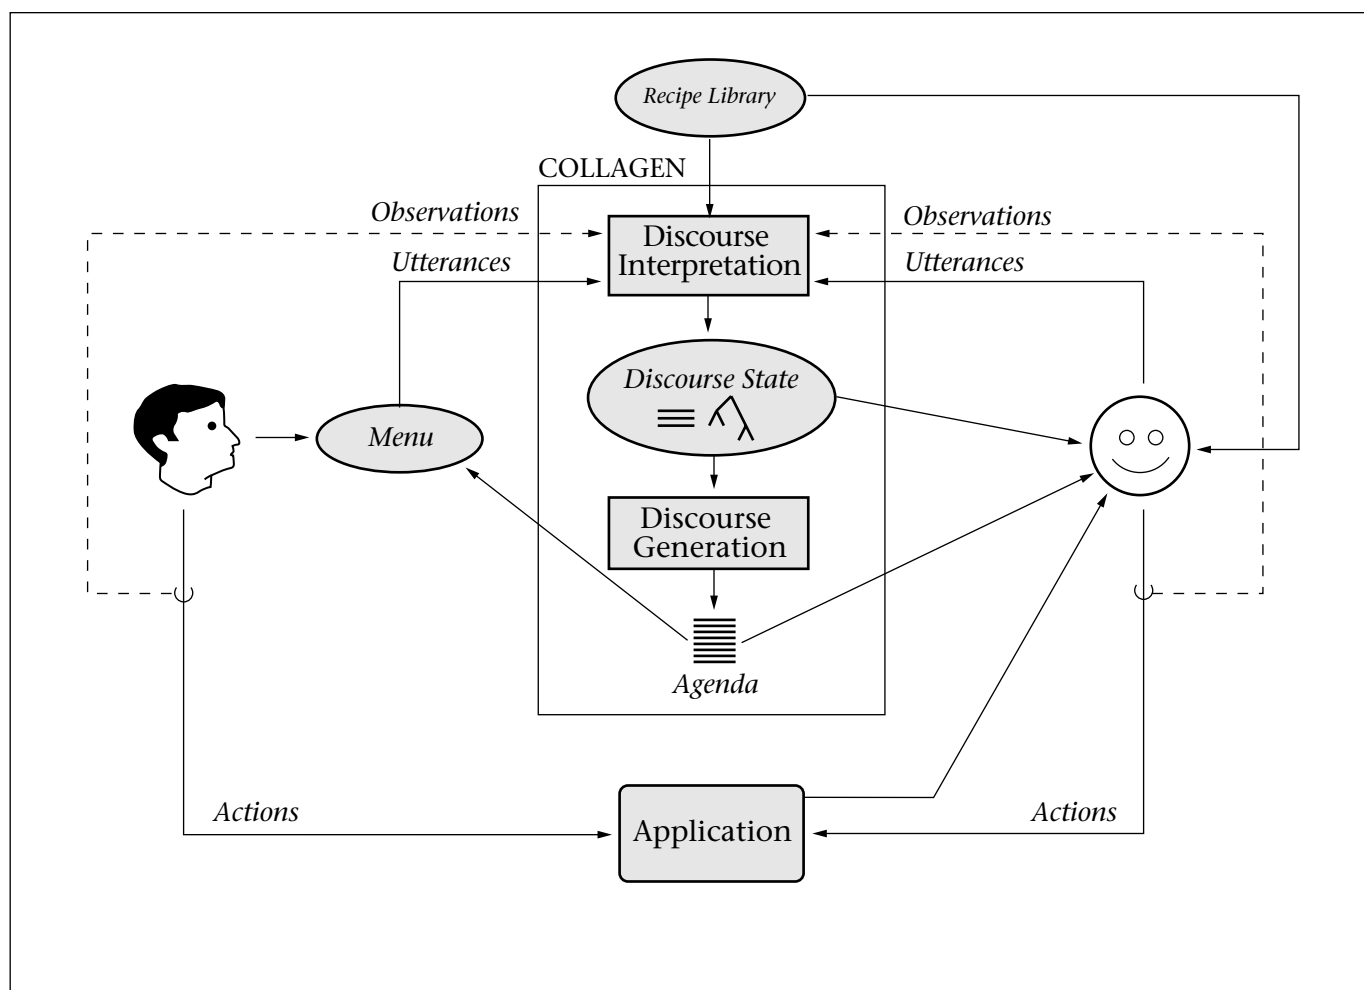 Recipe Library
COLLAGEN
Observations
Observations
Discourse
Interpretation
Utterances
Utterances
Discourse State
Menu
Discourse
Generation
Agenda
Actions
Application
Actions